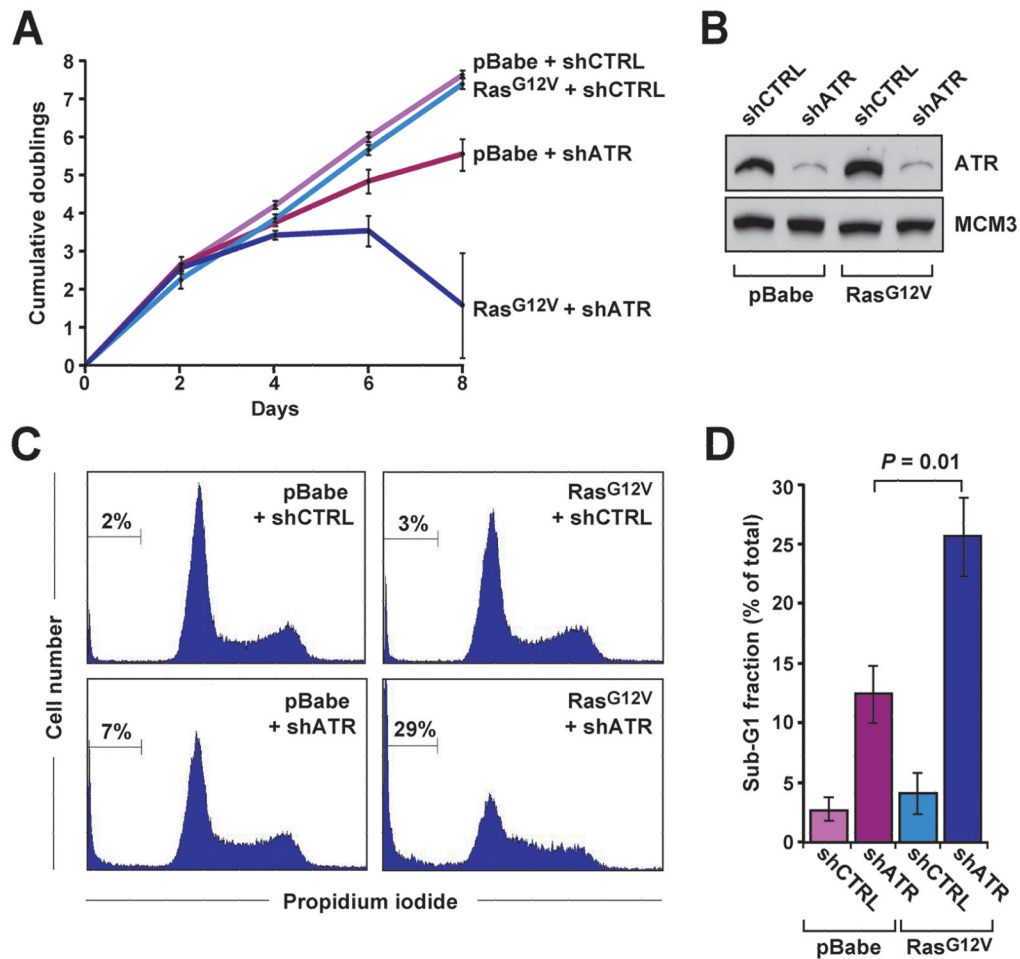 A
Cumulative doublings
8
7
6
5
4
3
2
1
0
0 2 4 6 8
Days
pBabe + shCTRL
RasG12V + shCTRL
pBabe + shATR
RasG12V + shATR
B
shCTRL shATR shCTRL shATR
ATR
MCM3
pBabe RasG12V
C
Cell number
2%
pBabe
+ shCTRL
3%
RasG12V
+ shCTRL
7%
pBabe
+ shATR
29%
RasG12V
+ shATR
Propidium iodide
D
P = 0.01
Sub-G1 fraction (% of total)
30
25
20
15
10
5
0
shCTRL shATR shCTRL shATR
pBabe RasG12V